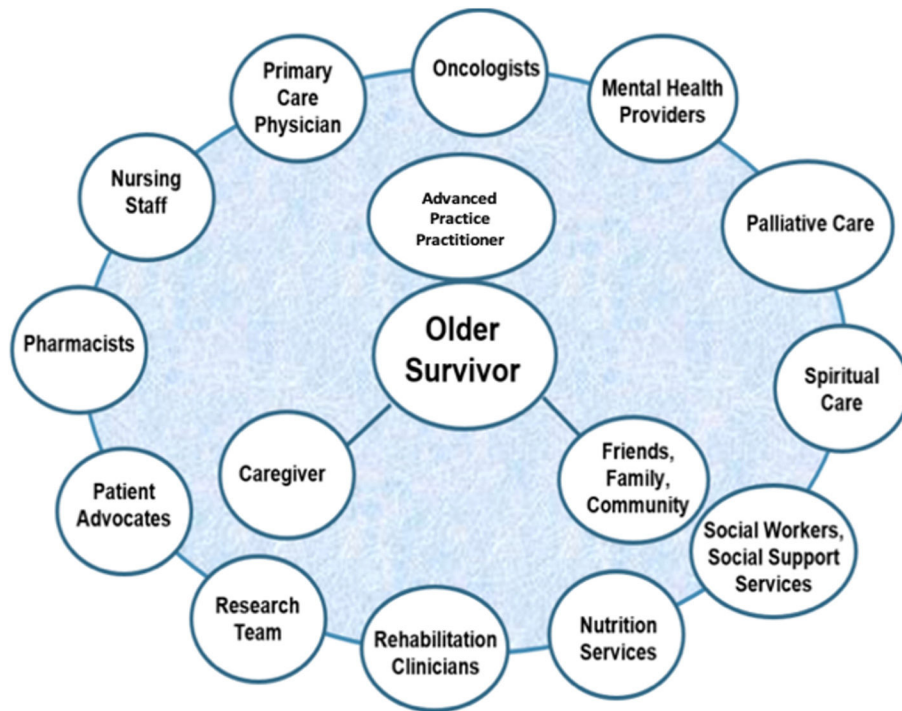 Oncologists
Primary
Care
Physician
Mental Health
Providers
Nursing
Staff
Advanced
Practice
Practitioner
Palliative Care
Pharmacists
Older
Survivor
Spiritual
Care
Caregiver
Friends,
Family,
Community
Patient
Advocates
Social Workers,
Social Support
Services
Research
Team
Rehabilitation
Clinicians
Nutrition
Services